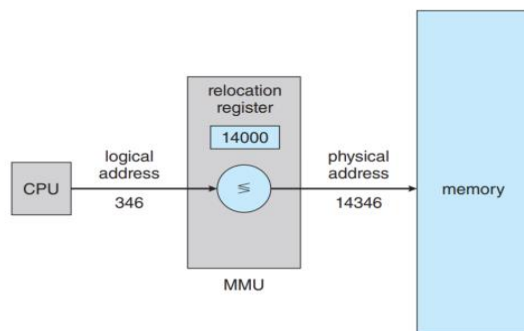 relocation
register
14000
logical
address
physical
address
CPU
≶
memory
346
14346
MMU